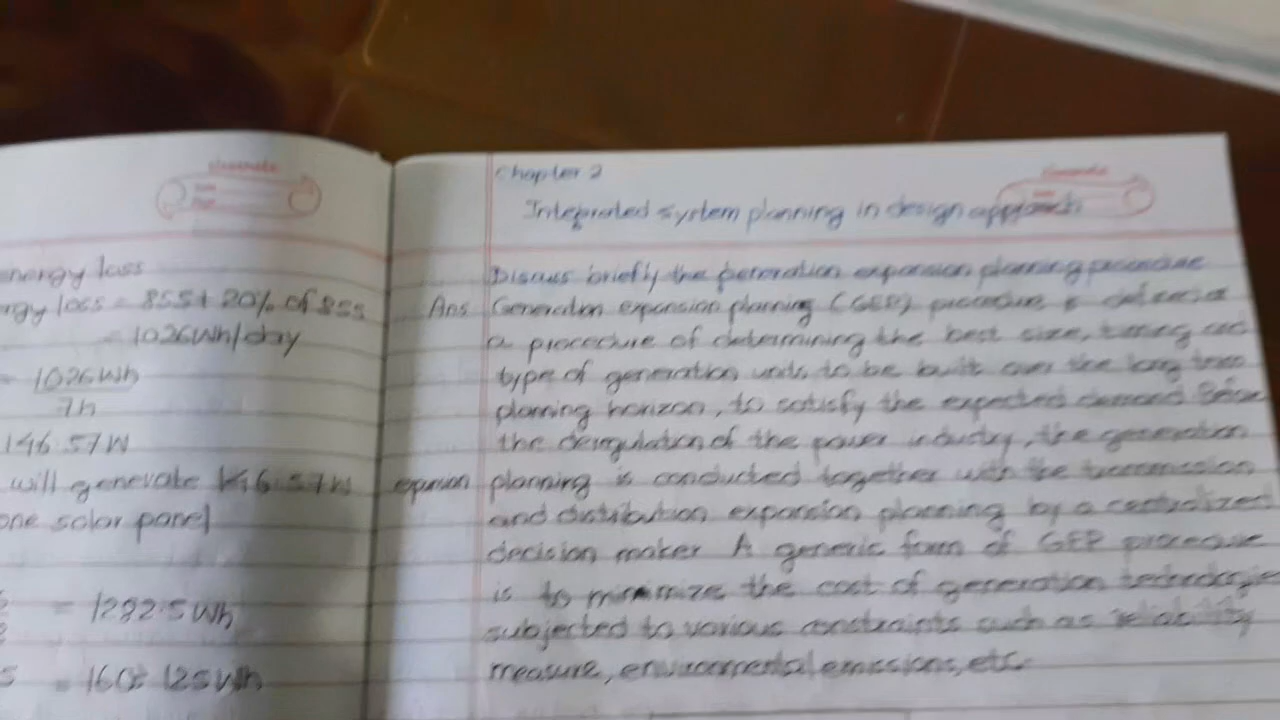 energy loss
rgy loss = 855 + 20% of 855
= 1026Wh/day
= 1026Wh
7h
146.57W
will generate 146.57W
one solar panel
= 1282.5Wh
Chapter 2
Integrated system planning in design approach
Discuss briefly the generation expansion planning procedure
Ans Generation expansion planning (GEP) procedure is defined as
a procedure of determining the best size, timing and
type of generation units to be built over the long term
planning horizon, to satisfy the expected demand Before
the deregulation of the power industry, the generation
expansion planning is conducted together with the transmission
and distribution expansion planning by a centralized
decision maker A generic form of GEP procedure
is to minimize the cost of generation technologie
subjected to various constraints such as reliability
measure, environmental emissions, etc.